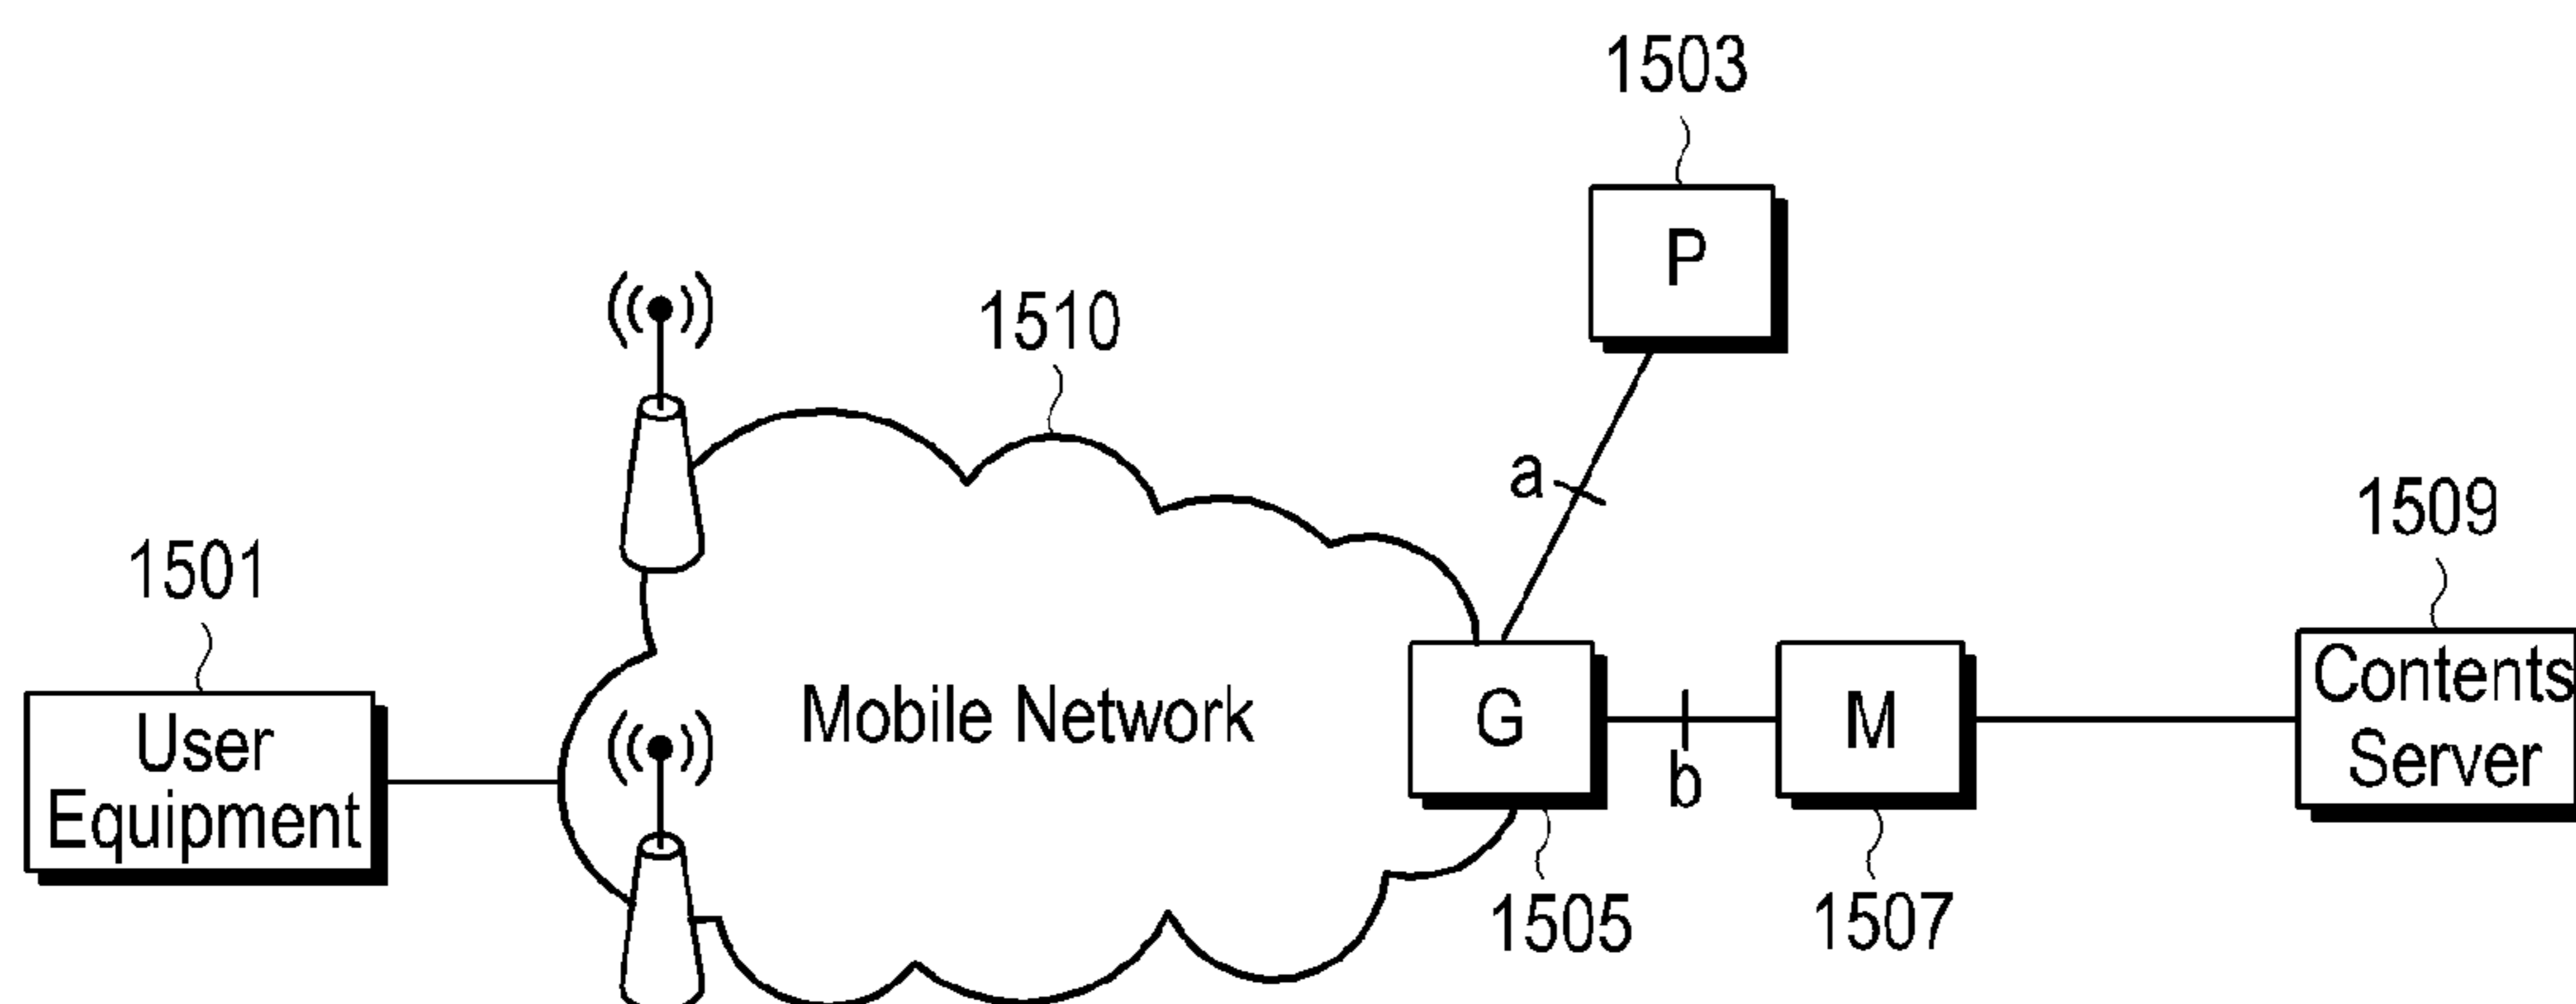 1503
P
1510
a
1509
1501
Contents
Server
User
Equipment
Mobile Network
G
b
M
1505
1507